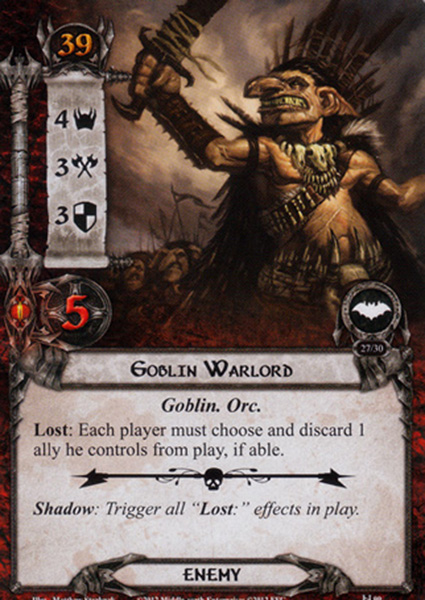 39
4
3
3
5
27/30
Goblin Warlord
Goblin. Orc.
Lost: Each player must choose and discard 1
ally he controls from play, if able.
Shadow: Trigger all “Lost:” effects in play.
ENEMY